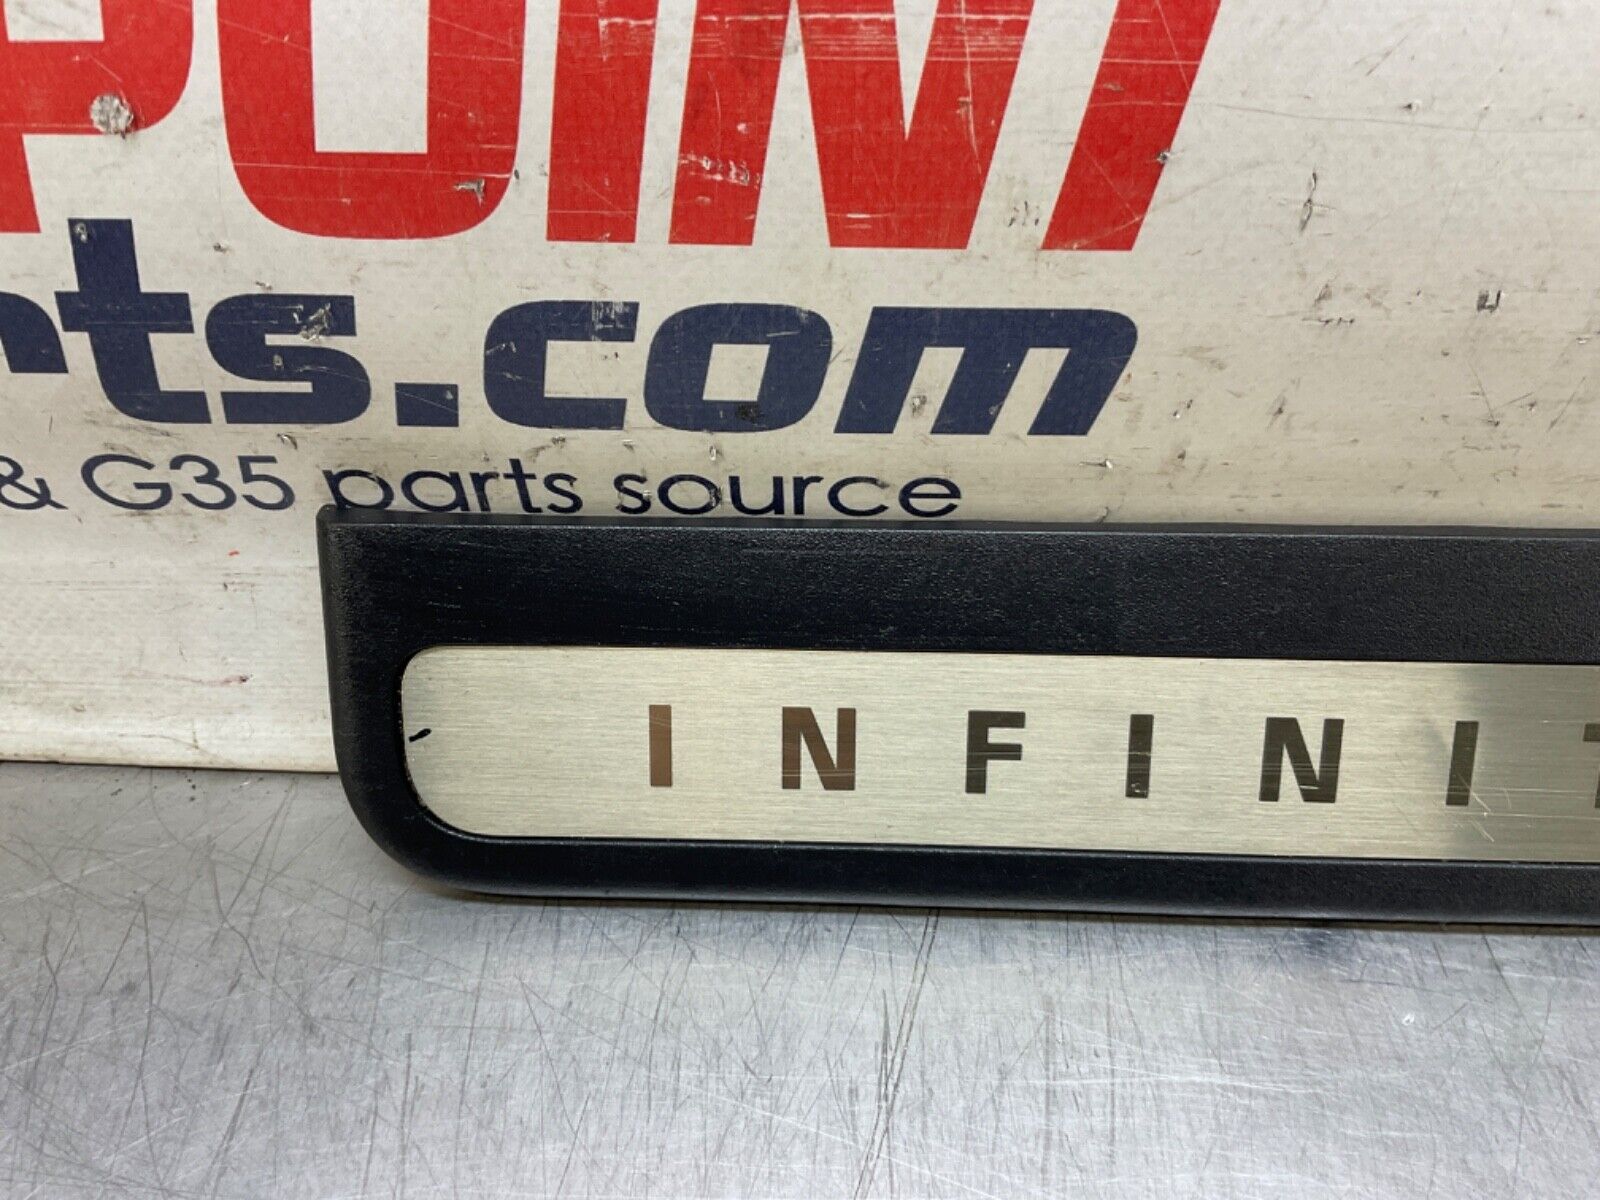 POINT
rts.com
& G35 parts source
INFINIT